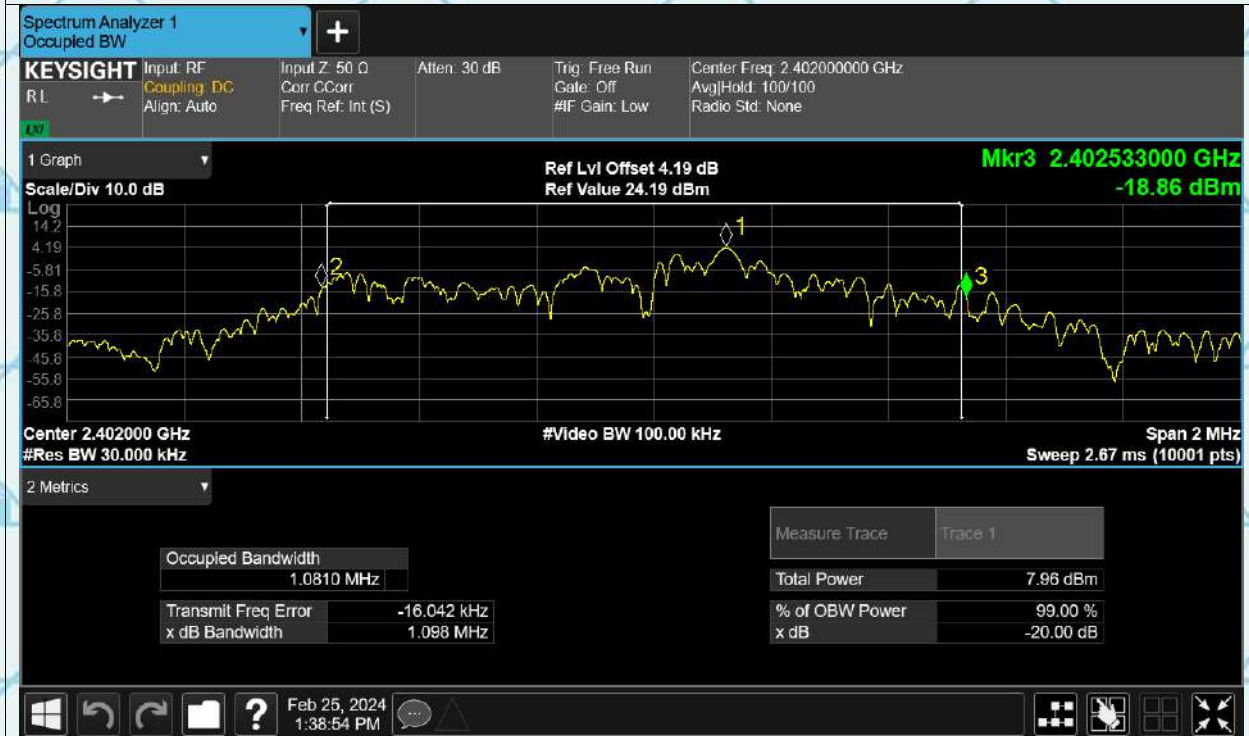 Spectrum Analyzer 1
Occupied BW
KEYSIGHT
R L
LXI
Input: RF
Coupling: DC
Align: Auto
Input Z: 50 Ω
Corr CCorr
Freq Ref: Int (S)
Atten: 30 dB
Trig: Free Run
Gate: Off
#IF Gain: Low
Center Freq: 2.402000000 GHz
Avg|Hold: 100/100
Radio Std: None
1 Graph
Scale/Div 10.0 dB
Ref Lvl Offset 4.19 dB
Ref Value 24.19 dBm
Mkr3 2.402533000 GHz
-18.86 dBm
Log
14.2
4.19
-5.81
-15.8
-25.8
-35.8
-45.8
-55.8
-65.8
2
1
3
Center 2.402000 GHz
#Video BW 100.00 kHz
Span 2 MHz
#Res BW 30.000 kHz
Sweep 2.67 ms (10001 pts)
2 Metrics
Measure Trace Trace 1
Occupied Bandwidth
1.0810 MHz
Total Power 7.96 dBm
Transmit Freq Error -16.042 kHz
% of OBW Power 99.00 %
x dB Bandwidth 1.098 MHz
x dB -20.00 dB
?
Feb 25, 2024
1:38:54 PM